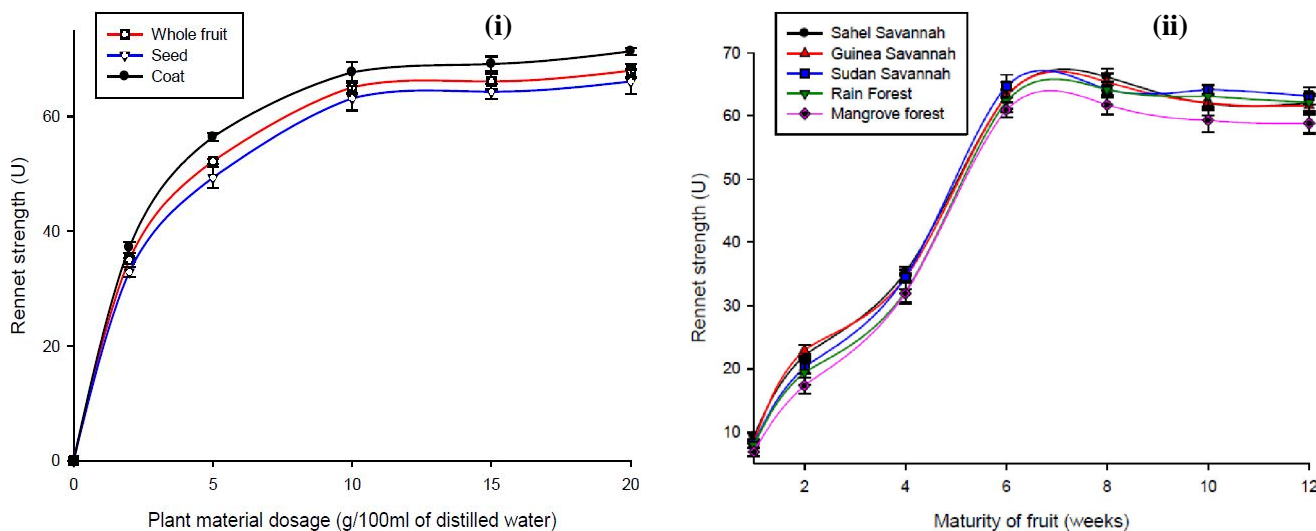 (i)
Whole fruit
Seed
Coat
Rennet strength (U)
60
40
20
0
0 5 10 15 20
Plant material dosage (g/100ml of distilled water)
(ii)
Sahel Savannah
Guinea Savannah
Sudan Savannah
Rain Forest
Mangrove forest
Rennet strength (U)
70
60
50
40
30
20
10
2 4 6 8 10 12
Maturity of fruit (weeks)